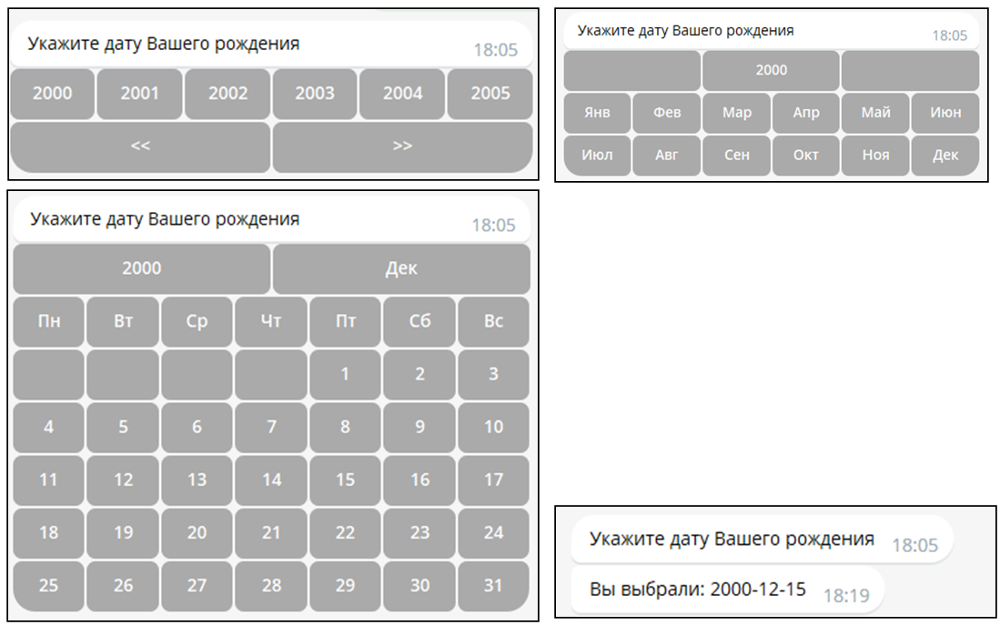 Укажите дату Вашего рождения 18:05
2000 2001 2002 2003 2004 2005
<< >>
Укажите дату Вашего рождения 18:05
2000
Янв Фев Мар Апр Май Июн
Июл Авг Сен Окт Ноя Дек
Укажите дату Вашего рождения 18:05
2000 Дек
Пн Вт Ср Чт Пт Сб Вс
1 2 3
4 5 6 7 8 9 10
11 12 13 14 15 16 17
18 19 20 21 22 23 24
25 26 27 28 29 30 31
Укажите дату Вашего рождения 18:05
Вы выбрали: 2000-12-15 18:19